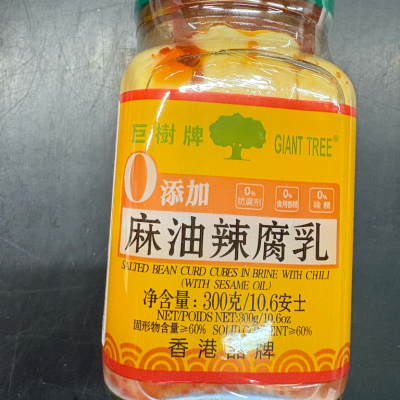 巨樹牌 GIANT TREE®
0添加
0% 防腐剂 0% 食用香精 0% 味精
麻油辣腐乳
SALTED BEAN CURD CUBES IN BRINE WITH CHILI
(WITH SESAME OIL)
净含量:300克/10.6安士
NET/POIDS NET:300g/10.6oz
固形物含量≥60% SOLID CONTENT≥60%
香港品牌